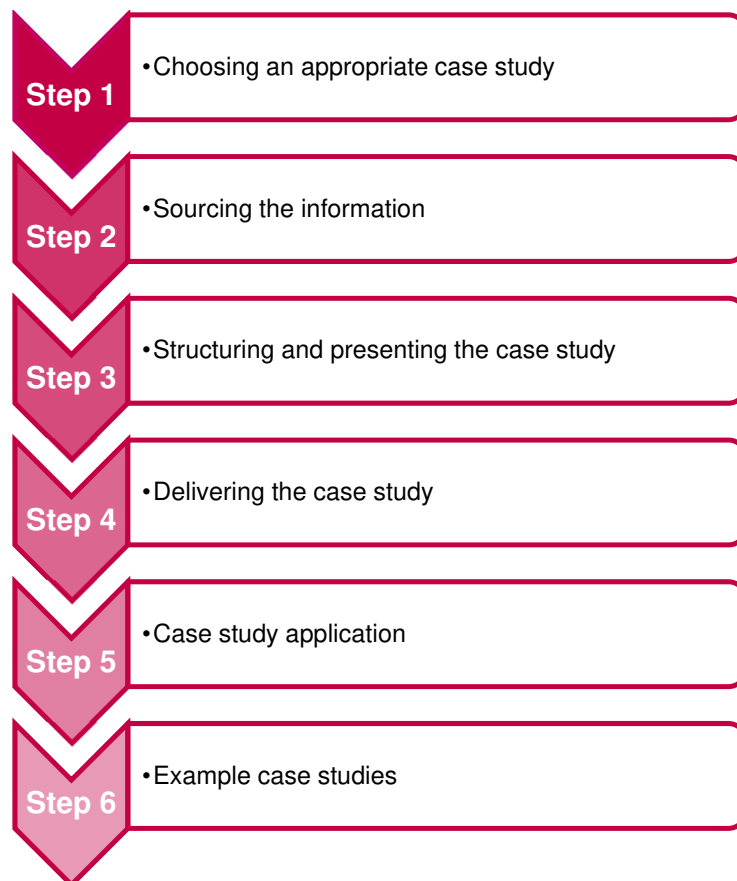 Step 1
•Choosing an appropriate case study
Step 2
•Sourcing the information
Step 3
•Structuring and presenting the case study
Step 4
•Delivering the case study
Step 5
•Case study application
Step 6
•Example case studies